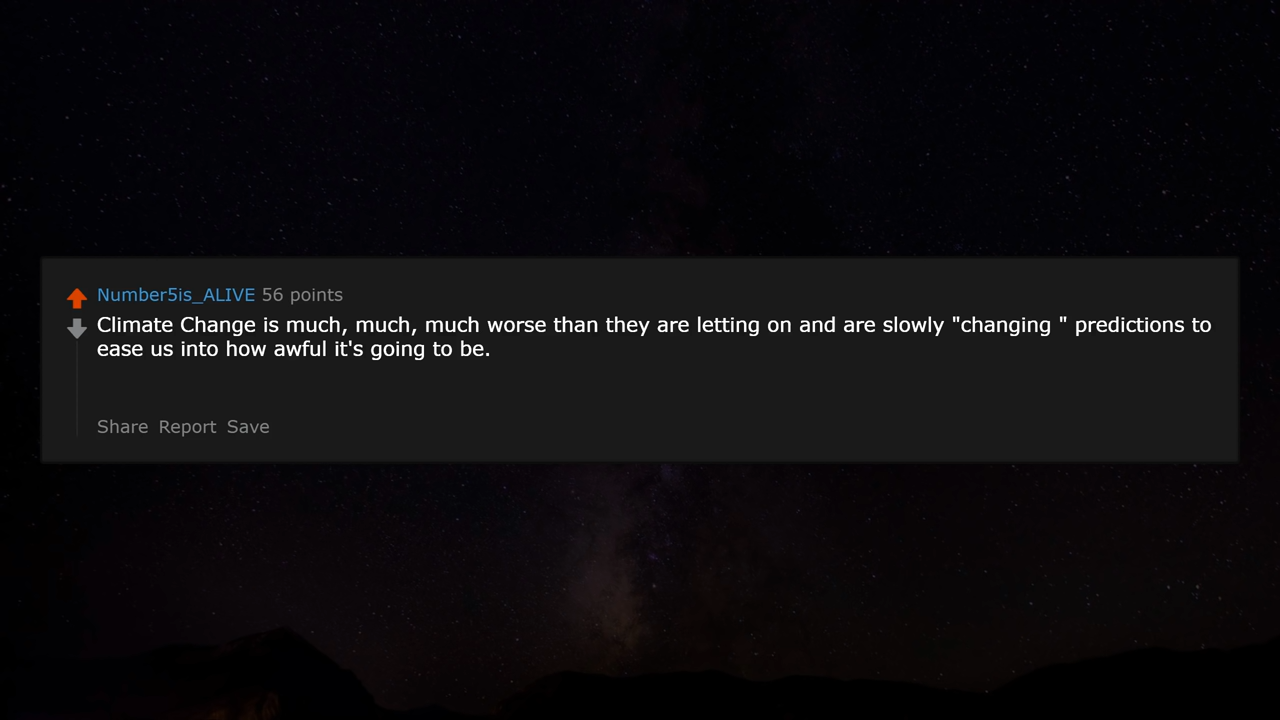 Number5is_ALIVE 56 points
Climate Change is much, much, much worse than they are letting on and are slowly "changing " predictions to
ease us into how awful it's going to be.
Share Report Save